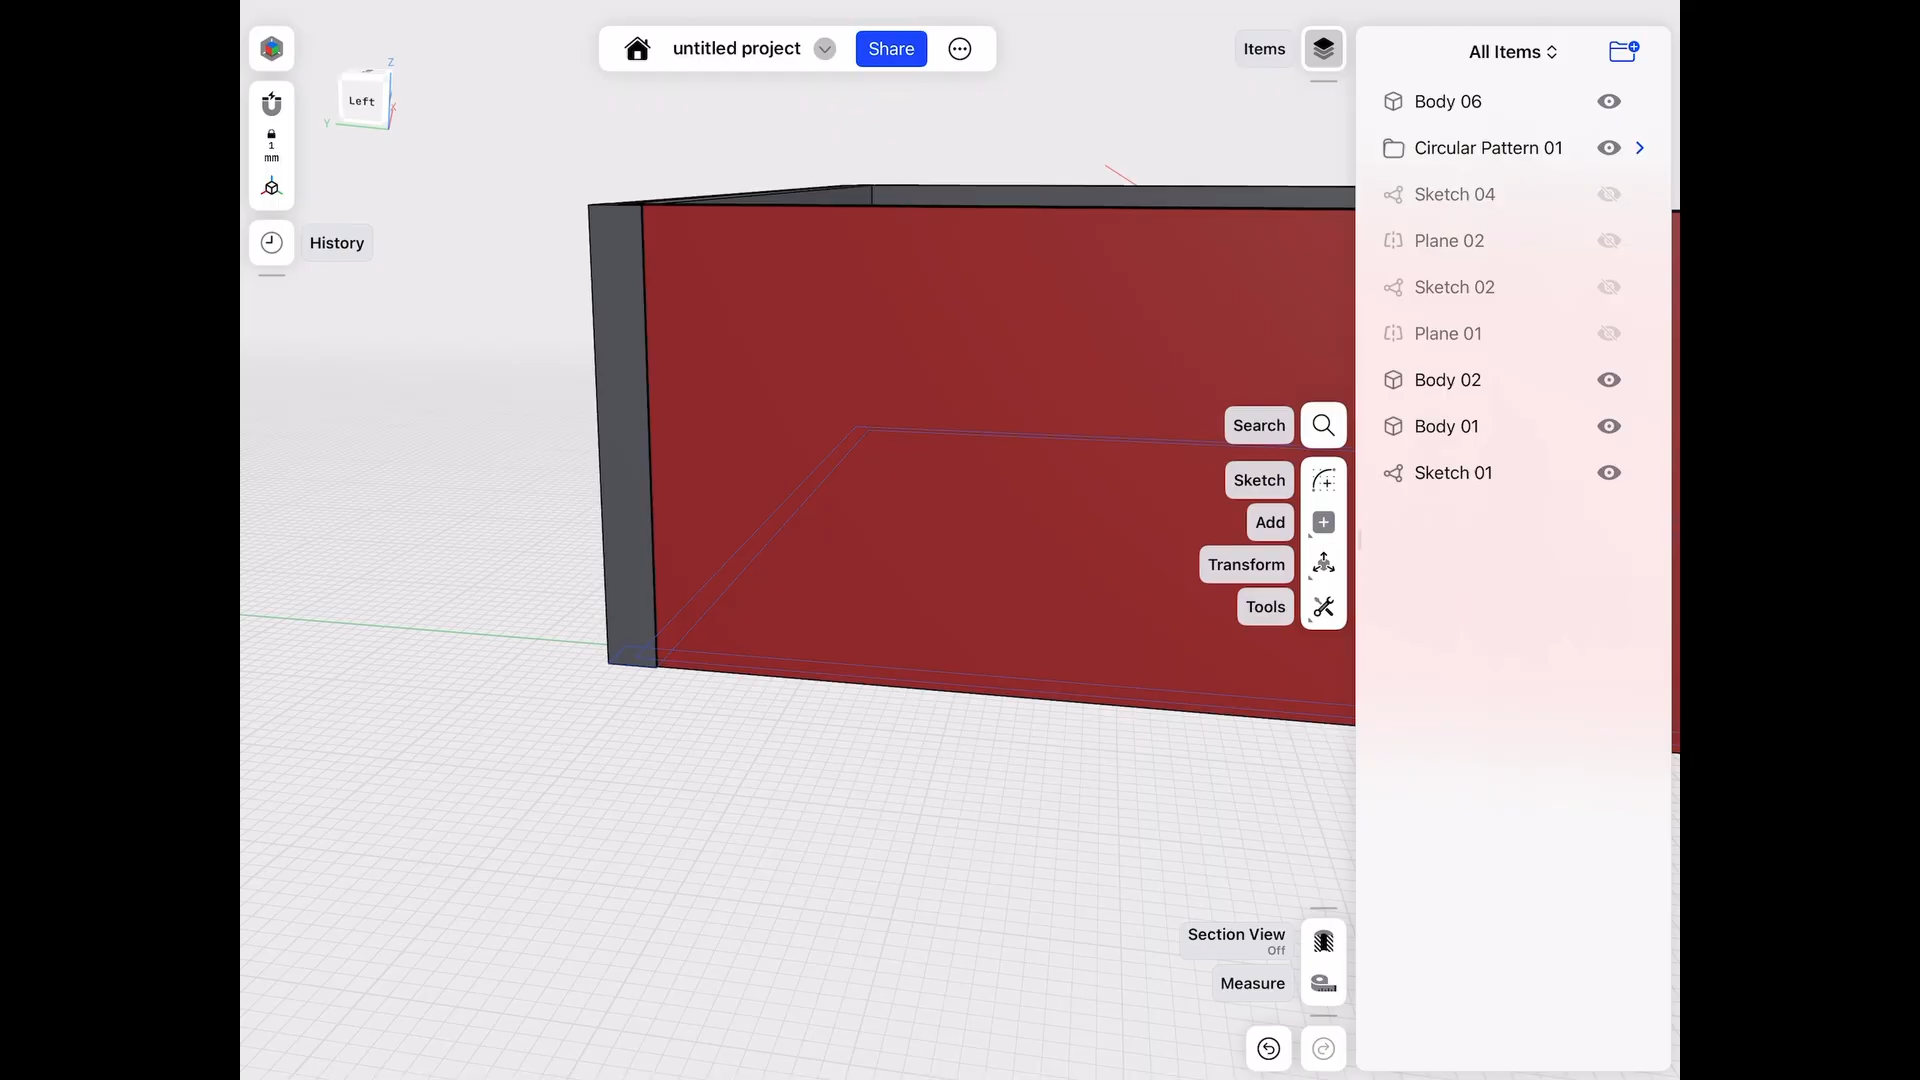 untitled project
Share
Items
All Items
Z
Left
X
Y
1
mm
History
Body 06
Circular Pattern 01
Sketch 04
Plane 02
Sketch 02
Plane 01
Body 02
Body 01
Sketch 01
Search
Sketch
Add
Transform
Tools
Section View
Off
Measure